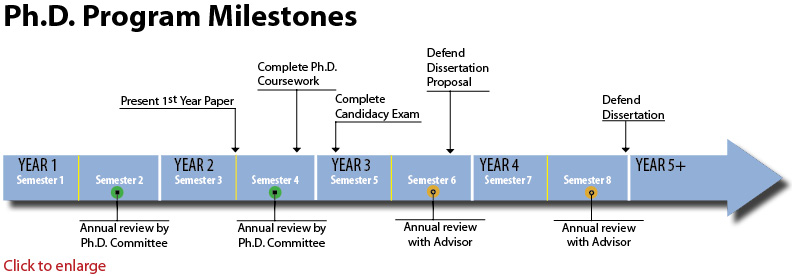 Ph.D. Program Milestones
Defend
Dissertation
Proposal
Complete Ph.D.
Coursework
Present 1st Year Paper
Complete
Candidacy Exam
Defend
Dissertation
YEAR 1
Semester 1
Semester 2
YEAR 2
Semester 3
Semester 4
YEAR 3
Semester 5
Semester 6
YEAR 4
Semester 7
Semester 8
YEAR 5+
Annual review by
Ph.D. Committee
Annual review by
Ph.D. Committee
Annual review
with Advisor
Annual review
with Advisor
Click to enlarge